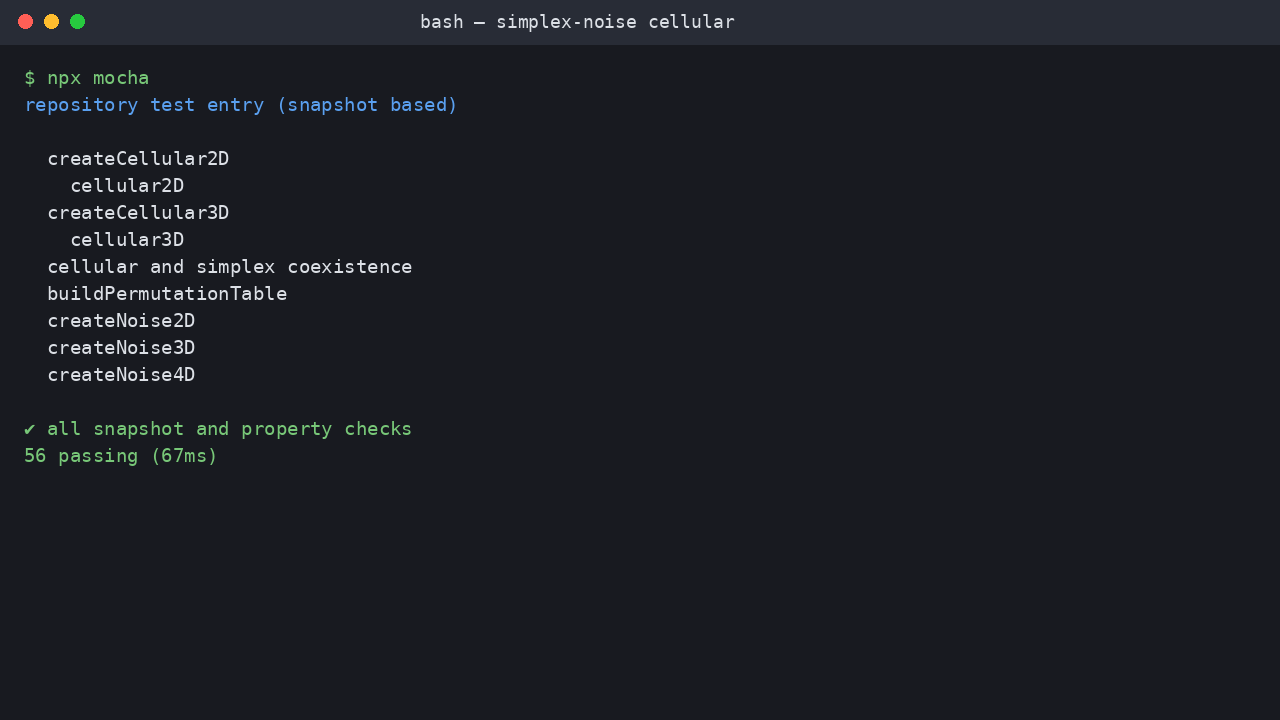 bash — simplex-noise cellular
$ npx mocha
repository test entry (snapshot based)
createCellular2D
cellular2D
createCellular3D
cellular3D
cellular and simplex coexistence
buildPermutationTable
createNoise2D
createNoise3D
createNoise4D
✔ all snapshot and property checks
56 passing (67ms)